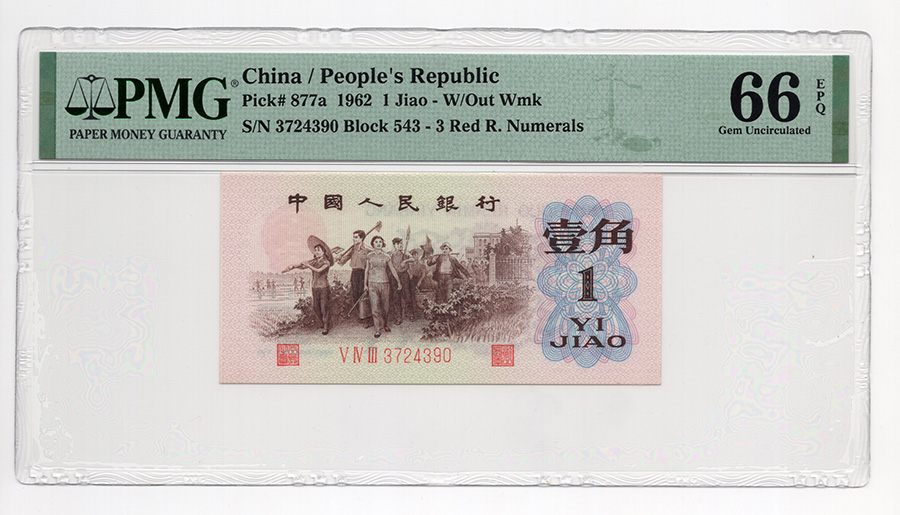 PMG®
PAPER MONEY GUARANTY
China / People's Republic
Pick# 877a 1962 1 Jiao - W/Out Wmk
S/N 3724390 Block 543 - 3 Red R. Numerals
66 EPQ
Gem Uncirculated
中國人民銀行
壹角
1
YI
JIAO
V IV III 3724390